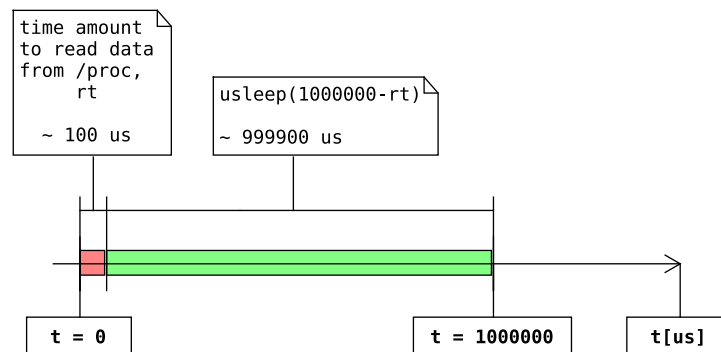 time amount
to read data
from /proc,
rt
~ 100 us
usleep(1000000-rt)
~ 999900 us
t = 0
t = 1000000
t[us]